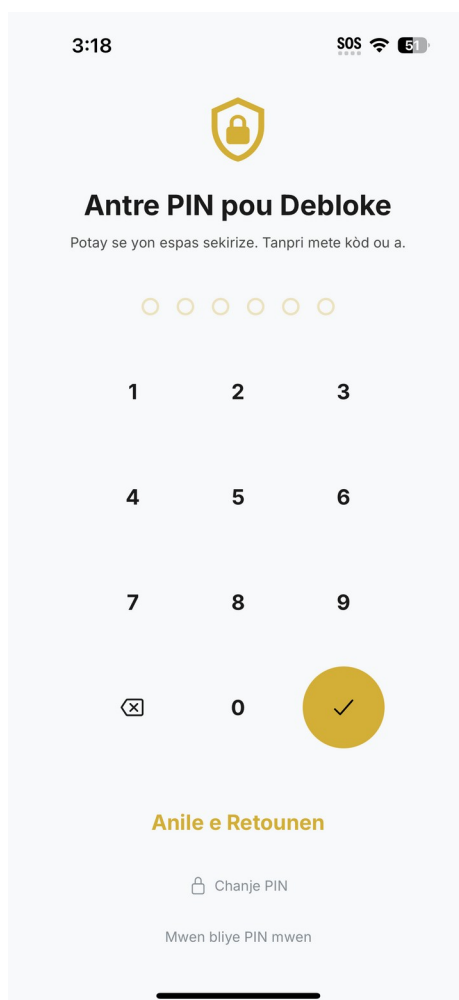 3:18
SOS 51
Antre PIN pou Debloke
Potay se yon espas sekirize. Tanpri mete kòd ou a.
1 2 3
4 5 6
7 8 9
0
Anile e Retounen
Chanje PIN
Mwen bliye PIN mwen